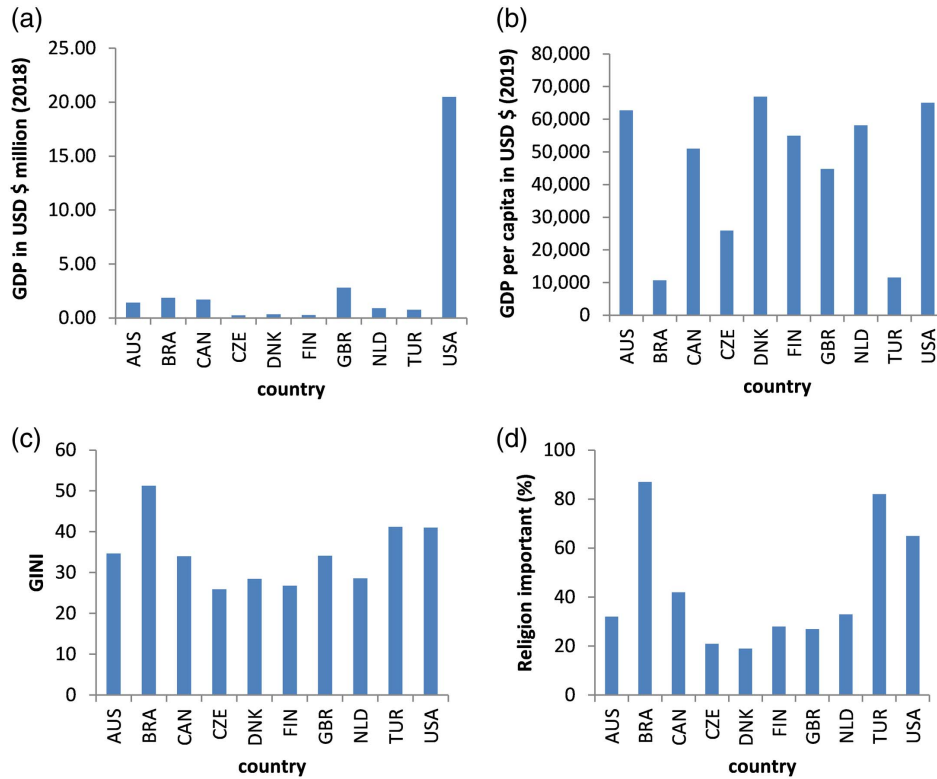 (a)
GDP in USD $ million (2018)
25.00
20.00
15.00
10.00
5.00
0.00
AUS
BRA
CAN
CZE
DNK
FIN
GBR
NLD
TUR
USA
country
(b)
GDP per capita in USD $ (2019)
80,000
70,000
60,000
50,000
40,000
30,000
20,000
10,000
0
AUS
BRA
CAN
CZE
DNK
FIN
GBR
NLD
TUR
USA
country
(c)
GINI
60
50
40
30
20
10
0
AUS
BRA
CAN
CZE
DNK
FIN
GBR
NLD
TUR
USA
country
(d)
Religion important (%)
100
80
60
40
20
0
AUS
BRA
CAN
CZE
DNK
FIN
GBR
NLD
TUR
USA
country